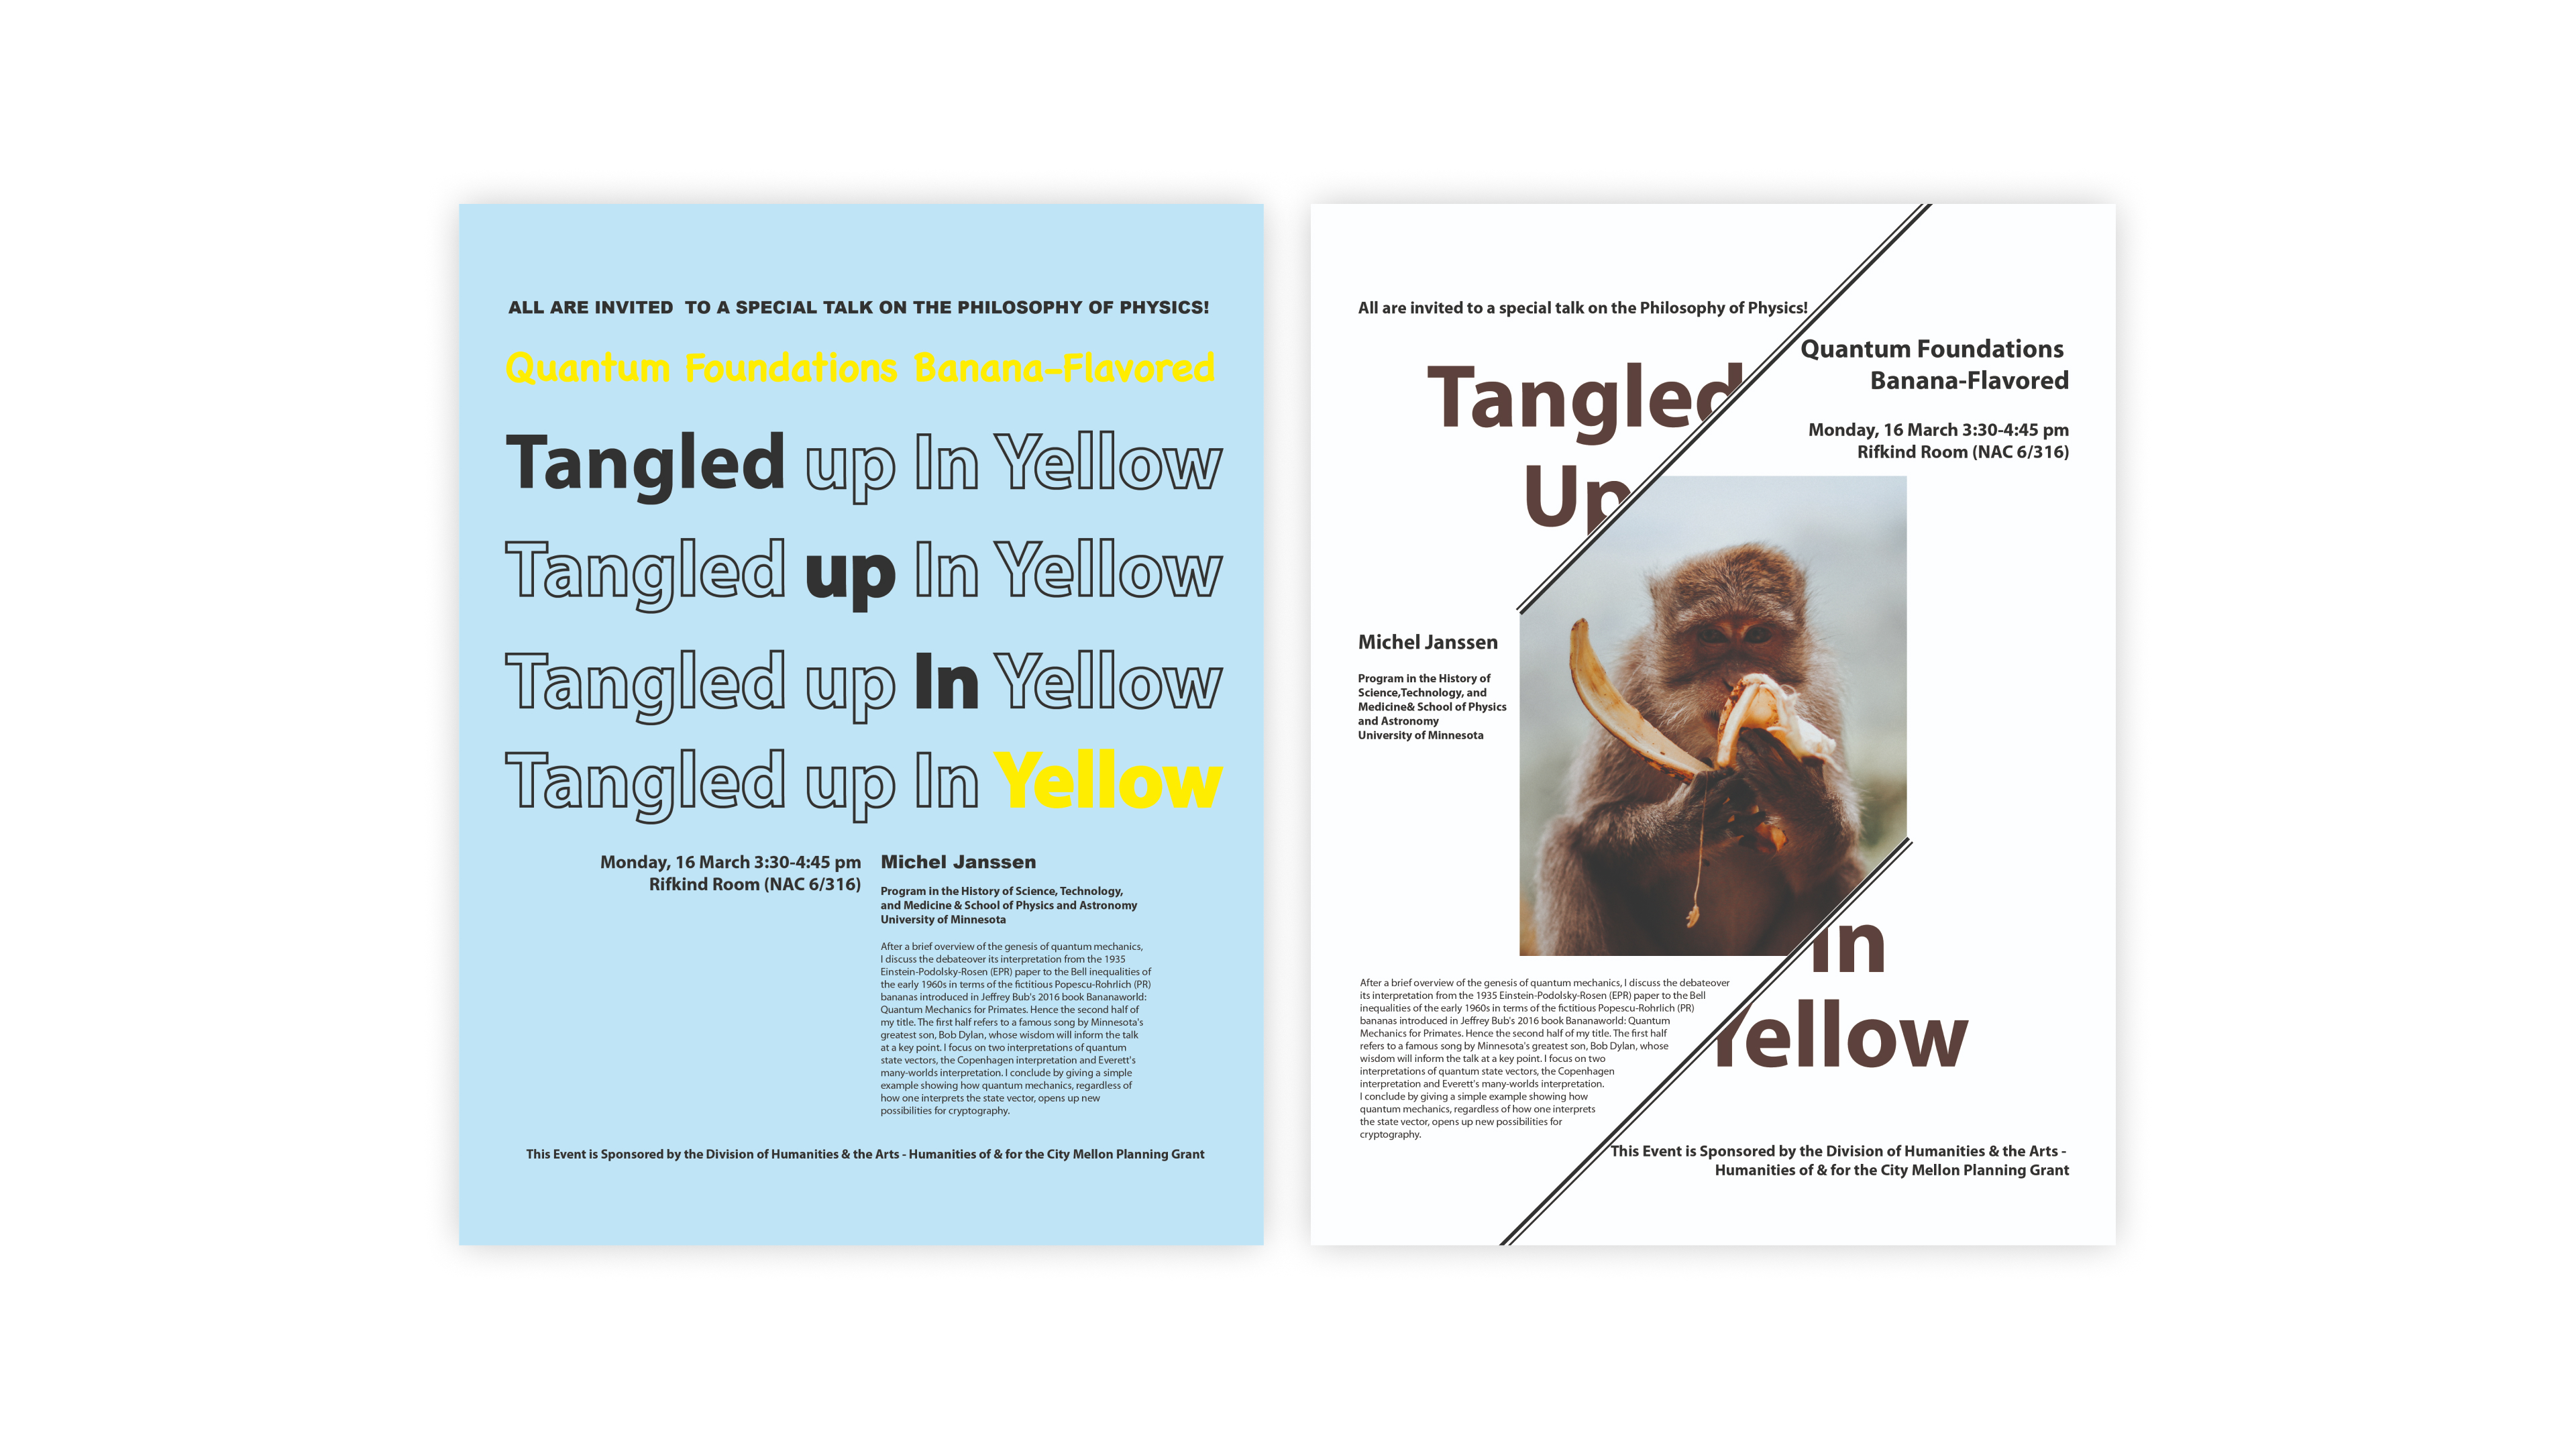 ALL ARE INVITED  TO A SPECIAL TALK ON THE PHILOSOPHY OF PHYSICS!
Quantum Foundations Banana-Flavored
Tangled up In Yellow
Tangled up In Yellow
Tangled up In Yellow
Tangled up In Yellow
Monday, 16 March 3:30-4:45 pm
Rifkind Room (NAC 6/316)
Michel Janssen
Program in the History of Science, Technology,
and Medicine & School of Physics and Astronomy
University of Minnesota
After a brief overview of the genesis of quantum mechanics,
I discuss the debateover its interpretation from the 1935
Einstein-Podolsky-Rosen (EPR) paper to the Bell inequalities of
the early 1960s in terms of the fictitious Popescu-Rohrlich (PR)
bananas introduced in Jeffrey Bub's 2016 book Bananaworld:
Quantum Mechanics for Primates. Hence the second half of
my title. The first half refers to a famous song by Minnesota's
greatest son, Bob Dylan, whose wisdom will inform the talk
at a key point. I focus on two interpretations of quantum
state vectors, the Copenhagen interpretation and Everett's
many-worlds interpretation. I conclude by giving a simple
example showing how quantum mechanics, regardless of
how one interprets the state vector, opens up new
possibilities for cryptography.
This Event is Sponsored by the Division of Humanities & the Arts - Humanities of & for the City Mellon Planning Grant
All are invited to a special talk on the Philosophy of Physics!
Quantum Foundations
Banana-Flavored
Monday, 16 March 3:30-4:45 pm
Rifkind Room (NAC 6/316)
Tangled
Up
Michel Janssen
Program in the History of
Science,Technology, and
Medicine& School of Physics
and Astronomy
University of Minnesota
In
Yellow
After a brief overview of the genesis of quantum mechanics, I discuss the debateover
its interpretation from the 1935 Einstein-Podolsky-Rosen (EPR) paper to the Bell
inequalities of the early 1960s in terms of the fictitious Popescu-Rohrlich (PR)
bananas introduced in Jeffrey Bub's 2016 book Bananaworld: Quantum
Mechanics for Primates. Hence the second half of my title. The first half
refers to a famous song by Minnesota's greatest son, Bob Dylan, whose
wisdom will inform the talk at a key point. I focus on two
interpretations of quantum state vectors, the Copenhagen
interpretation and Everett's many-worlds interpretation.
I conclude by giving a simple example showing how
quantum mechanics, regardless of how one interprets
the state vector, opens up new possibilities for
cryptography.
This Event is Sponsored by the Division of Humanities & the Arts -
Humanities of & for the City Mellon Planning Grant